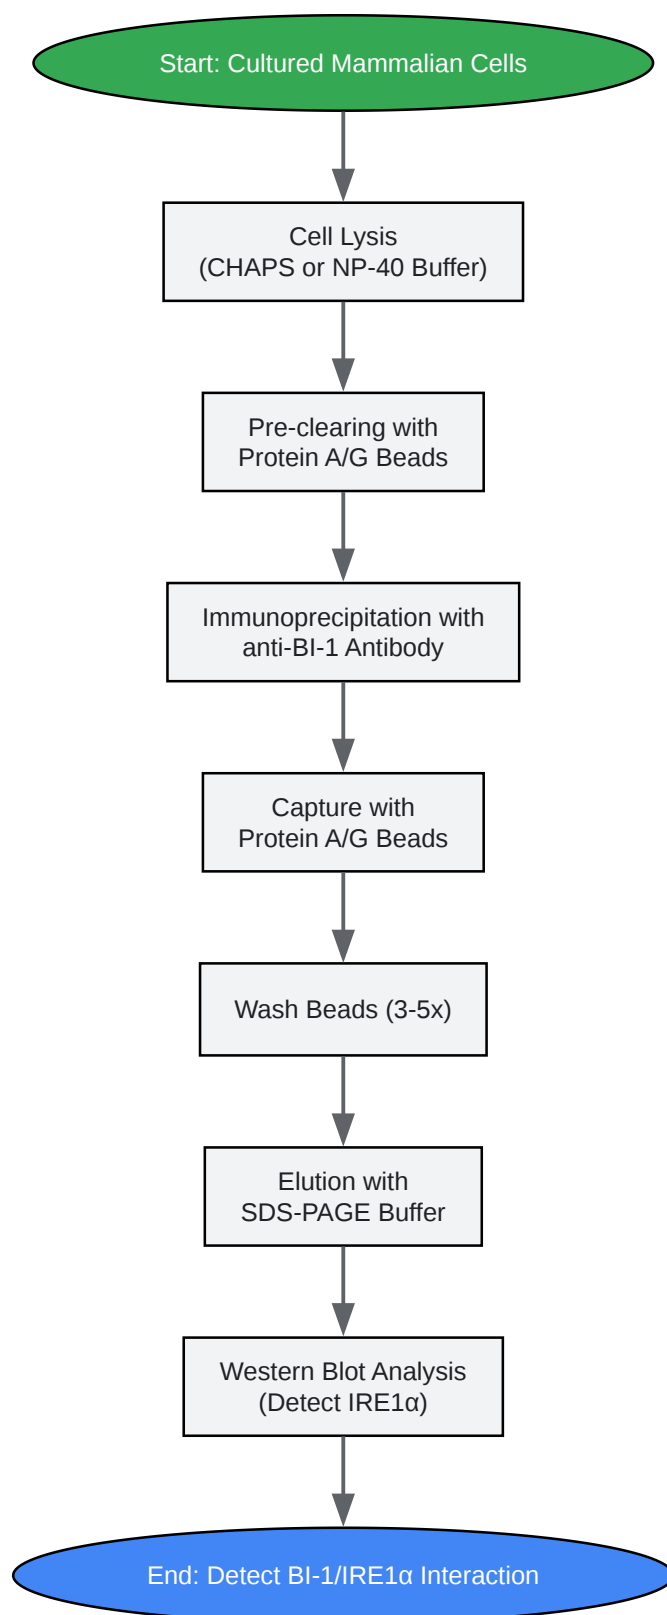 Start: Cultured Mammalian Cells
Cell Lysis
(CHAPS or NP-40 Buffer)
Pre-clearing with
Protein A/G Beads
Immunoprecipitation with
anti-BI-1 Antibody
Capture with
Protein A/G Beads
Wash Beads (3-5x)
Elution with
SDS-PAGE Buffer
Western Blot Analysis
(Detect IRE1α)
End: Detect BI-1/IRE1α Interaction